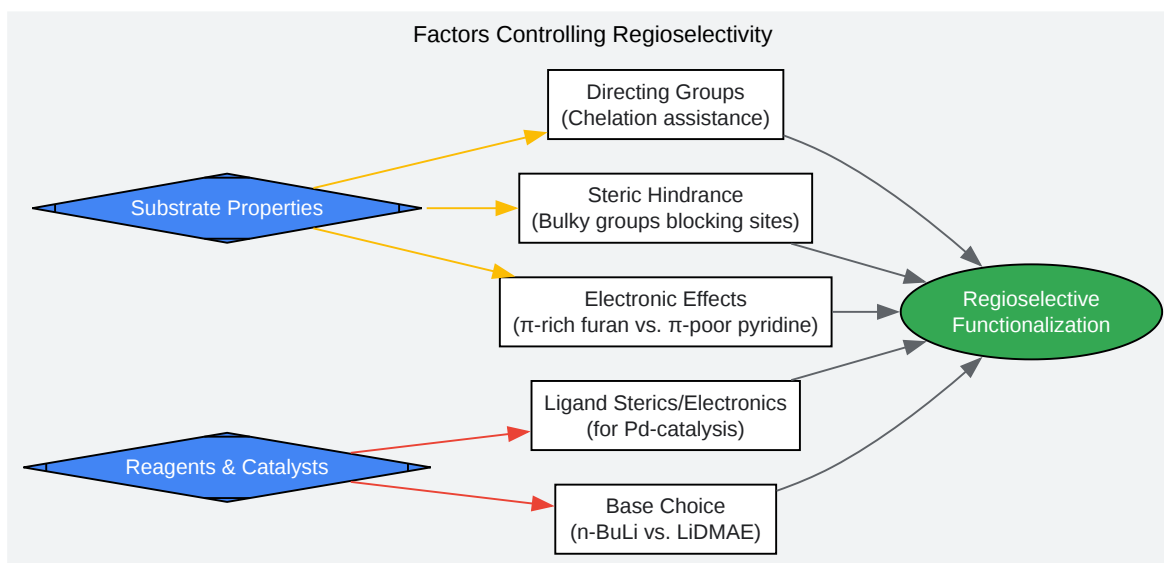 Factors Controlling Regioselectivity
Substrate Properties
Directing Groups
(Chelation assistance)
Steric Hindrance
(Bulky groups blocking sites)
Electronic Effects
(π-rich furan vs. π-poor pyridine)
Reagents & Catalysts
Ligand Sterics/Electronics
(for Pd-catalysis)
Base Choice
(n-BuLi vs. LiDMAE)
Regioselective
Functionalization